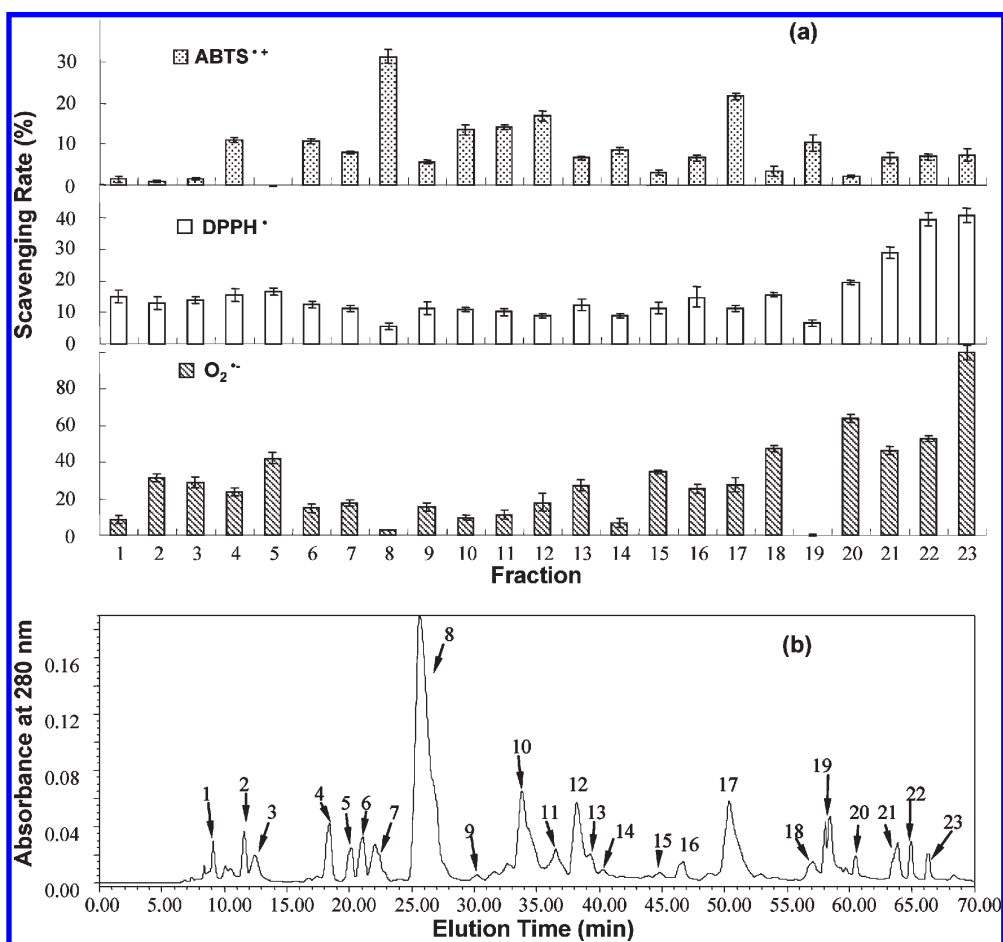 (a)
ABTS•+
30
20
10
0
DPPH•
40
30
20
10
0
Scavenging Rate (%)
O2•-
80
60
40
20
0
1 2 3 4 5 6 7 8 9 10 11 12 13 14 15 16 17 18 19 20 21 22 23
Fraction
(b)
Absorbance at 280 nm
0.16
0.12
0.08
0.04
0.00
1 2 3 4 5 6 7 8 9 10 11 12 13 14 15 16 17 18 19 20 21 22 23
0.00 5.00 10.00 15.00 20.00 25.00 30.00 35.00 40.00 45.00 50.00 55.00 60.00 65.00 70.00
Elution Time (min)